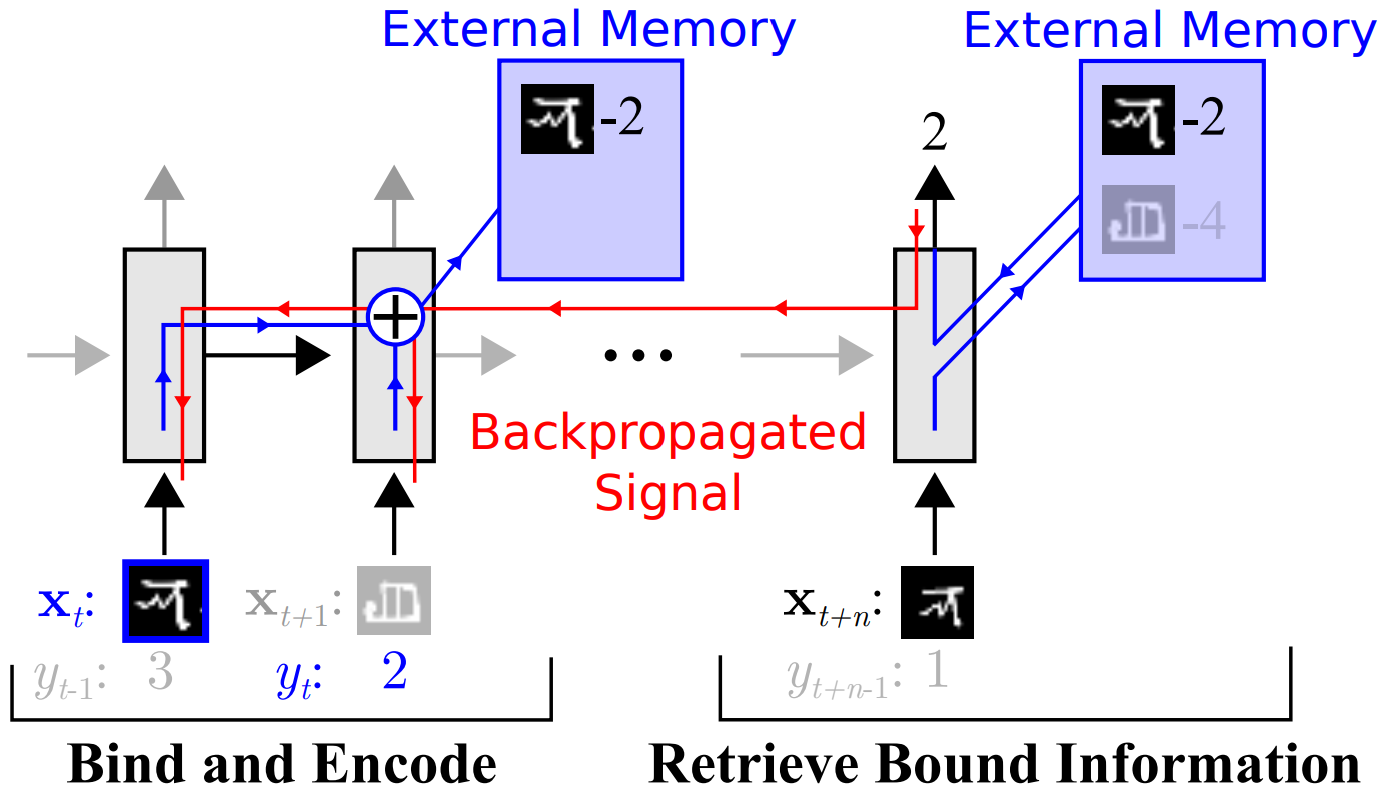 External Memory
External Memory
-2
2
-2
-4
+
...
Backpropagated
Signal
x_t:
x_{t+1}:
x_{t+n}:
y_{t-1}: 3
y_t: 2
y_{t+n-1}: 1
Bind and Encode
Retrieve Bound Information